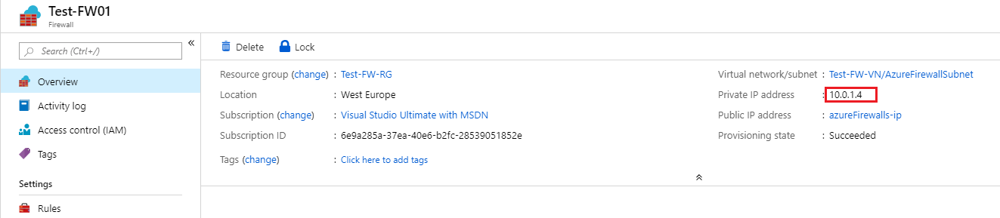 Test-FW01
Firewall
«
Search (Ctrl+/)
Overview
Activity log
Access control (IAM)
Tags
Settings
Rules
Delete Lock
Resource group (change) : Test-FW-RG
Location : West Europe
Subscription (change) : Visual Studio Ultimate with MSDN
Subscription ID : 6e9a285a-37ea-40e6-b2fc-28539051852e
Tags (change) : Click here to add tags
Virtual network/subnet : Test-FW-VN/AzureFirewallSubnet
Private IP address : 10.0.1.4
Public IP address : azureFirewalls-ip
Provisioning state : Succeeded